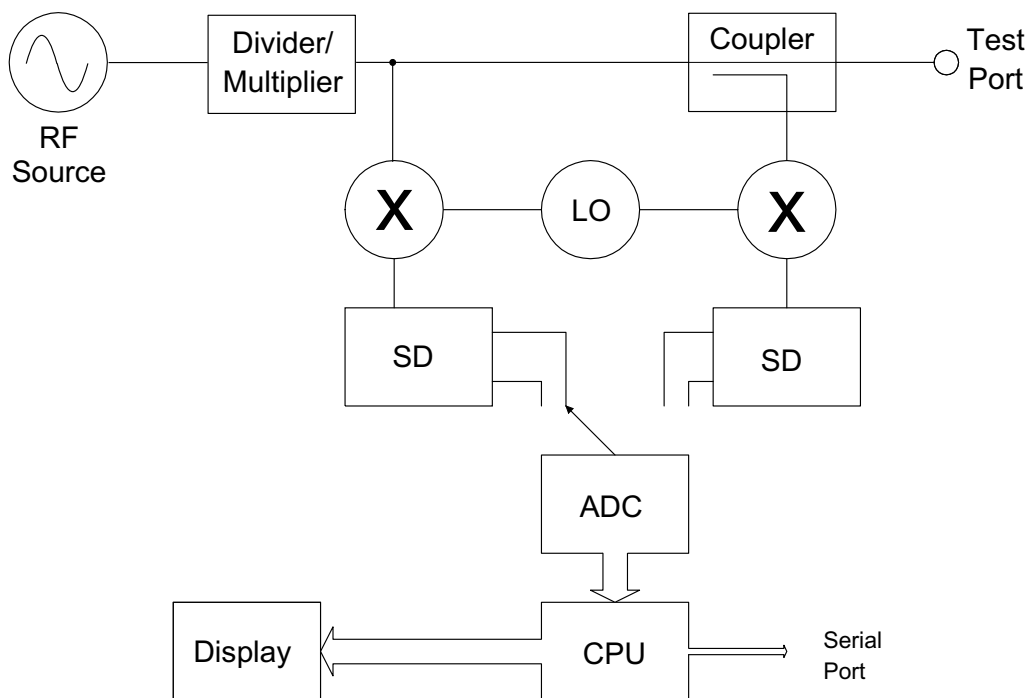 RF
Source
Divider/
Multiplier
Coupler
Test
Port
X
LO
X
SD
SD
ADC
Display
CPU
Serial
Port